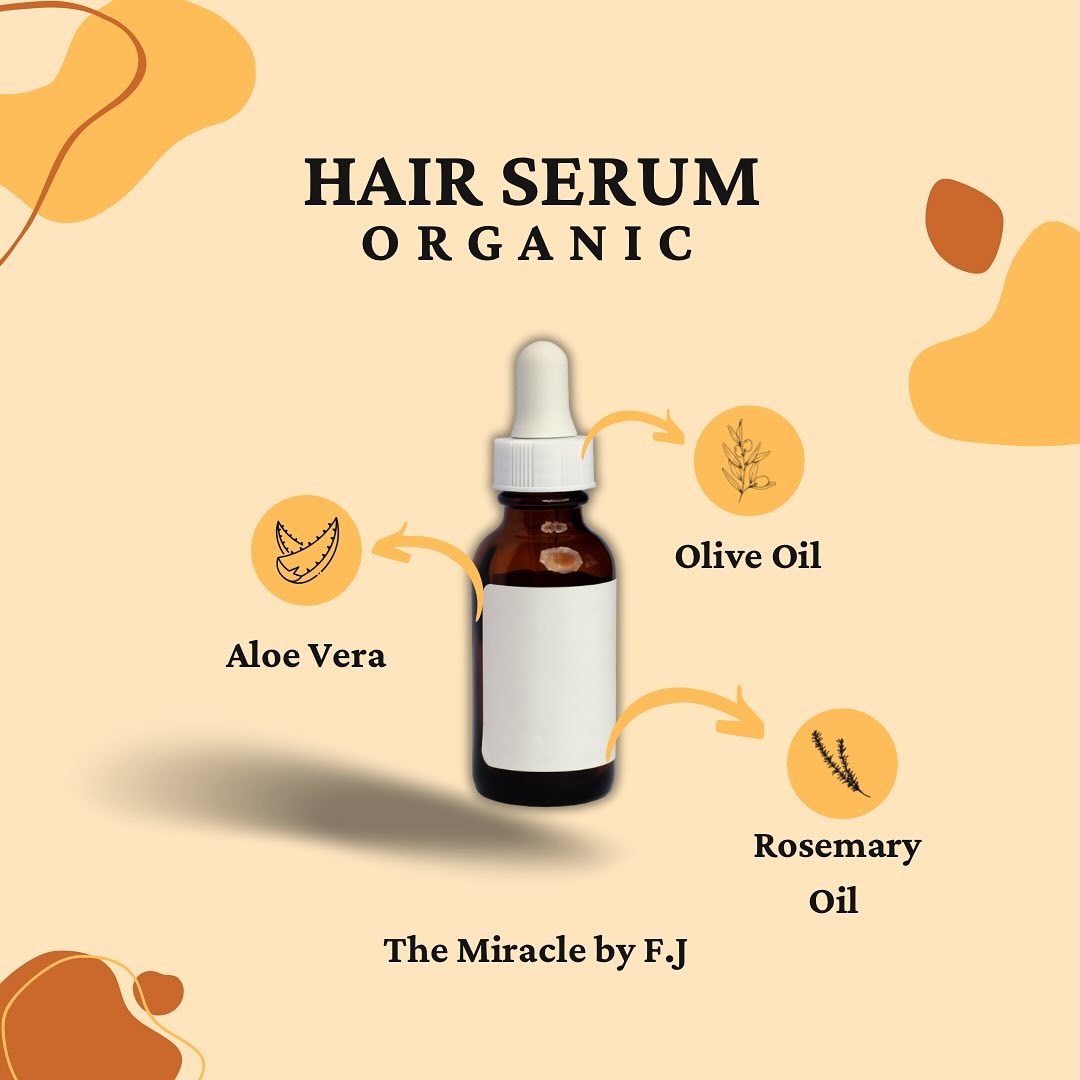 HAIR SERUM
ORGANIC
Olive Oil
Aloe Vera
Rosemary
Oil
The Miracle by F.J